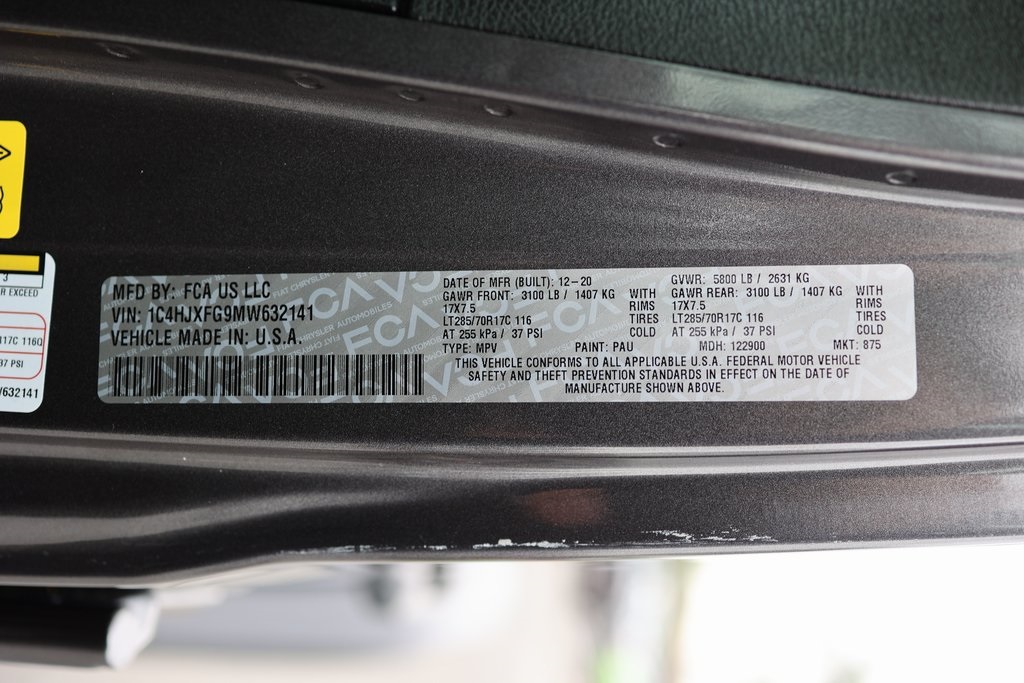 MFD BY: FCA US LLC
VIN: 1C4HJXFG9MW632141
VEHICLE MADE IN: U.S.A.
DATE OF MFR (BUILT): 12-20
GAWR FRONT: 3100 LB / 1407 KG WITH
17X7.5 RIMS
LT285/70R17C 116 TIRES
AT 255 kPa / 37 PSI COLD
GVWR: 5800 LB / 2631 KG
GAWR REAR: 3100 LB / 1407 KG WITH
17X7.5 RIMS
LT285/70R17C 116 TIRES
AT 255 kPa / 37 PSI COLD
TYPE: MPV PAINT: PAU MDH: 122900 MKT: 875
THIS VEHICLE CONFORMS TO ALL APPLICABLE U.S.A. FEDERAL MOTOR VEHICLE
SAFETY AND THEFT PREVENTION STANDARDS IN EFFECT ON THE DATE OF
MANUFACTURE SHOWN ABOVE.
3
R EXCEED
R17C 116Q
37 PSI
632141